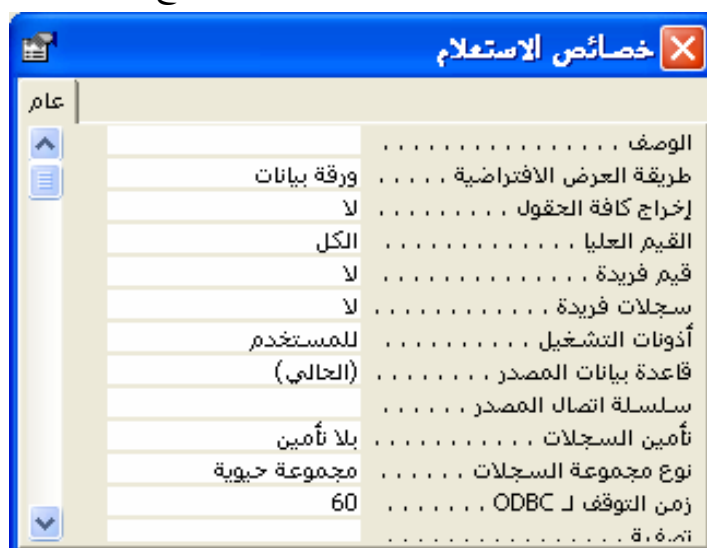 خصائص الاستعلام
عام
الوصف . . . . . . . . . . . . . . . .
طريقة العرض الافتراضية . . . . . ورقة بيانات
إخراج كافة الحقول . . . . . . . . . لا
القيم العليا . . . . . . . . . . . . . الكل
قيم فريدة . . . . . . . . . . . . . . لا
سجلات فريدة . . . . . . . . . . . . لا
أذونات التشغيل . . . . . . . . . . للمستخدم
قاعدة بيانات المصدر . . . . . . . . (الحالي)
سلسلة اتصال المصدر . . . . . .
تأمين السجلات . . . . . . . . . . . بلا تأمين
نوع مجموعة السجلات . . . . . . مجموعة حيوية
زمن التوقف لـ ODBC . . . . . . . 60
تصفية . . . . . . . . . . . . . . . .